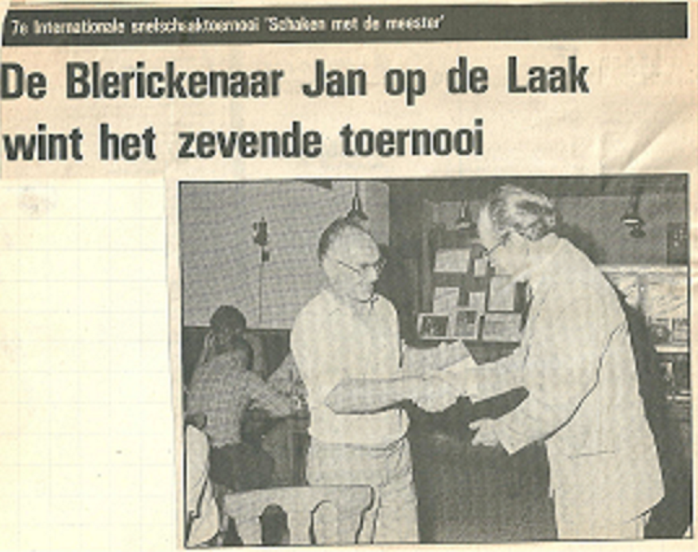 7e Internationale snelschaaktoernooi 'Schaken met de meester'
De Blerickenaar Jan op de Laak
wint het zevende toernooi